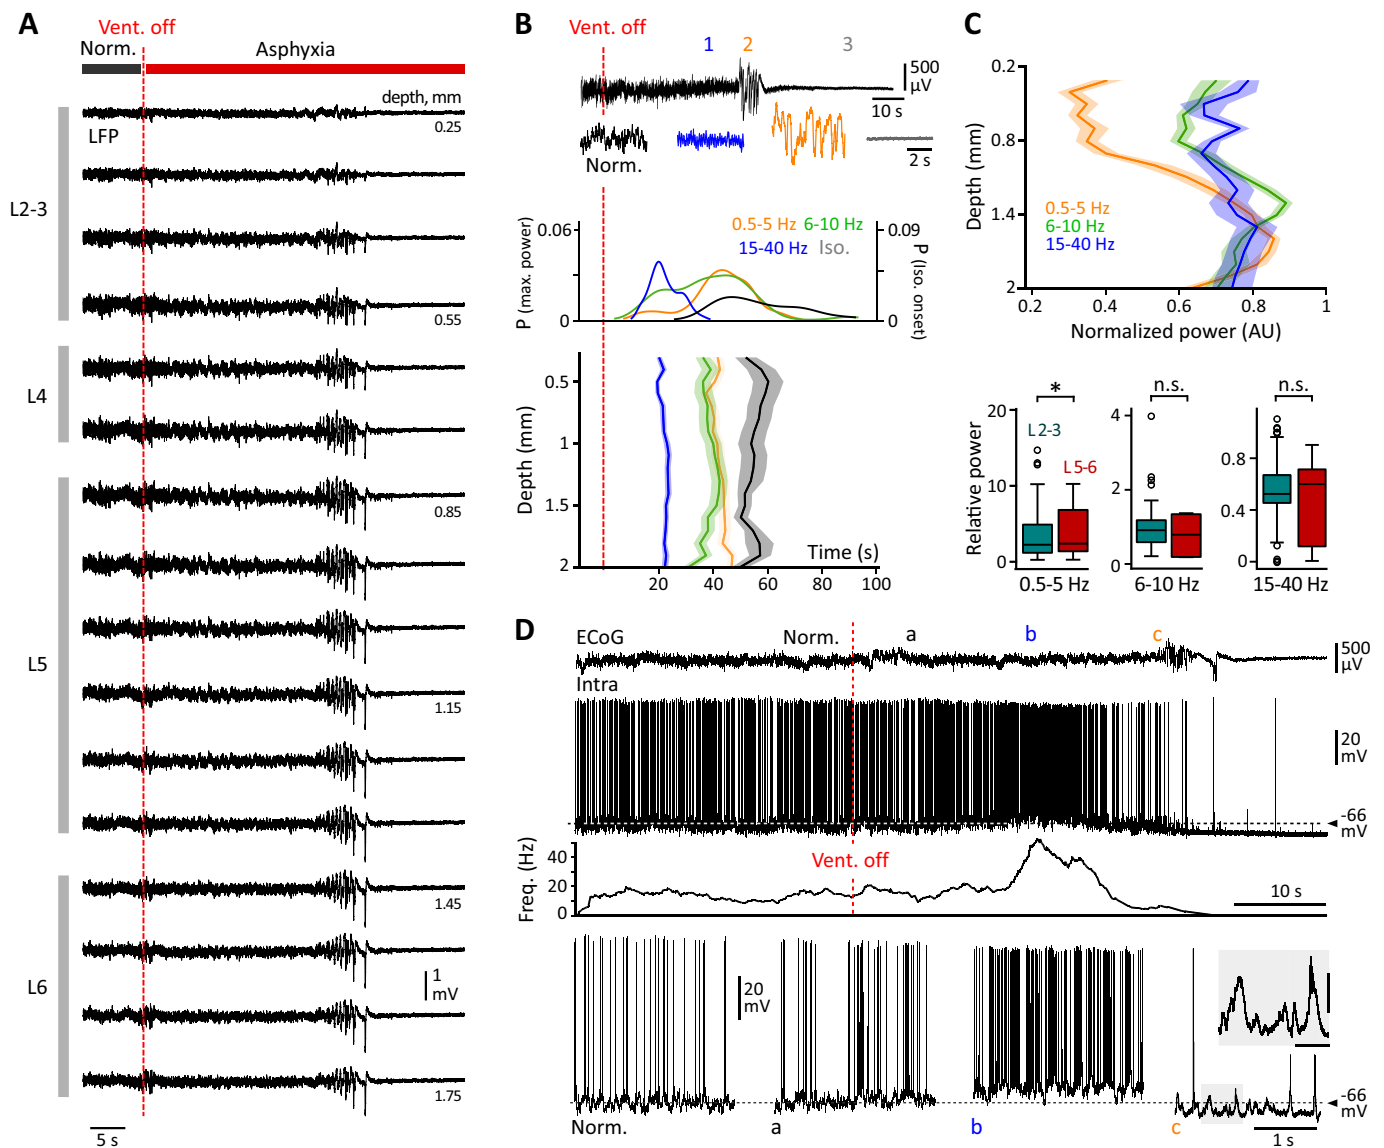 A
Vent. off
Norm.
Asphyxia
depth, mm
LFP
0.25
L2-3
0.55
L4
0.85
L5
1.15
1.45
L6
1
mV
1.75
5 s
B
Vent. off
1
2
3
500
µV
10 s
Norm.
2 s
0.06
0.5-5 Hz
6-10 Hz
0.09
15-40 Hz
Iso.
P (max. power)
P (Iso. onset)
0
0
0.5
1
1.5
2
Depth (mm)
Time (s)
20
40
60
80
100
C
0.2
0.8
1.4
2
Depth (mm)
0.5-5 Hz
6-10 Hz
15-40 Hz
0.2
0.4
0.6
0.8
1
Normalized power (AU)
*
n.s.
n.s.
20
10
0
Relative power
L2-3
L5-6
4
2
0
0.8
0.4
0
0.5-5 Hz
6-10 Hz
15-40 Hz
D
ECoG
Norm.
a
b
c
500
µV
Intra
20
mV
-66
mV
Vent. off
Freq. (Hz)
40
20
0
10 s
20
mV
-66
mV
Norm.
a
b
c
1 s